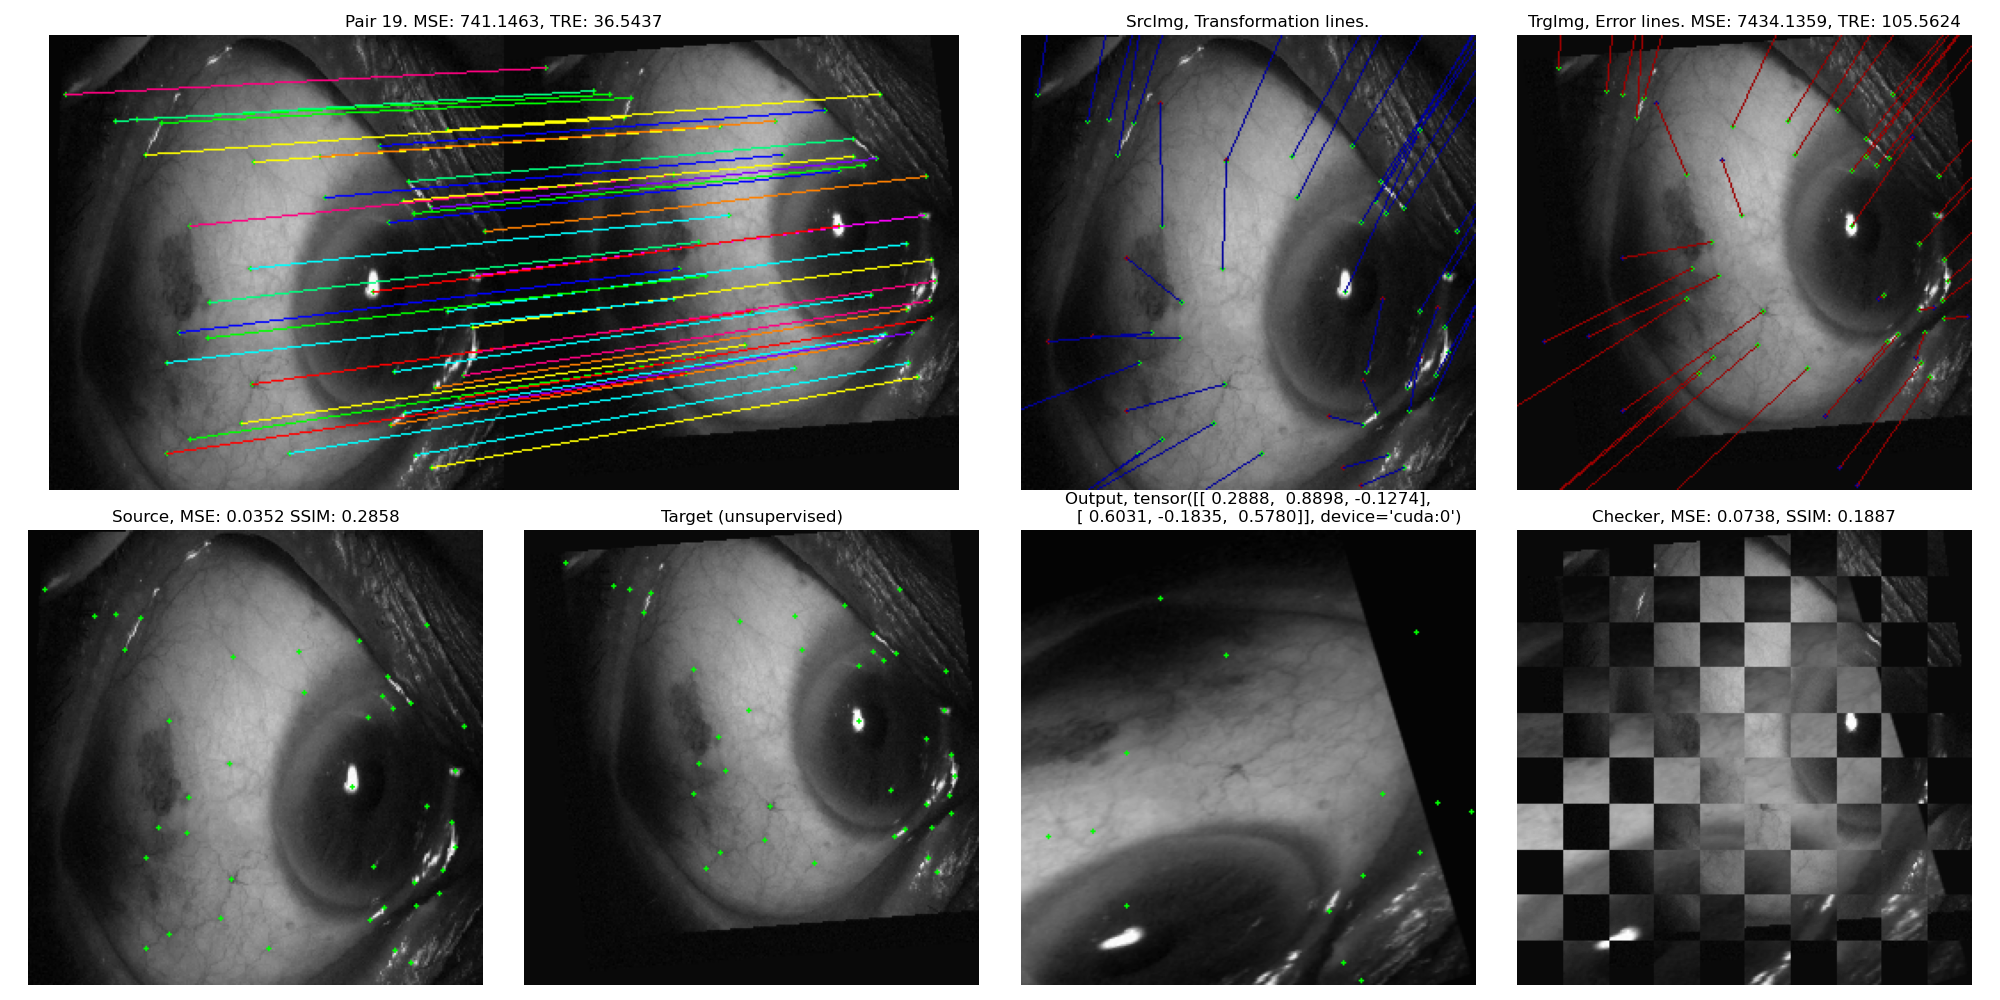 Pair 19. MSE: 741.1463, TRE: 36.5437
SrcImg, Transformation lines.
TrgImg, Error lines. MSE: 7434.1359, TRE: 105.5624
Source, MSE: 0.0352 SSIM: 0.2858
Target (unsupervised)
Output, tensor([[ 0.2888,  0.8898, -0.1274],
[ 0.6031, -0.1835,  0.5780]], device='cuda:0')
Checker, MSE: 0.0738, SSIM: 0.1887